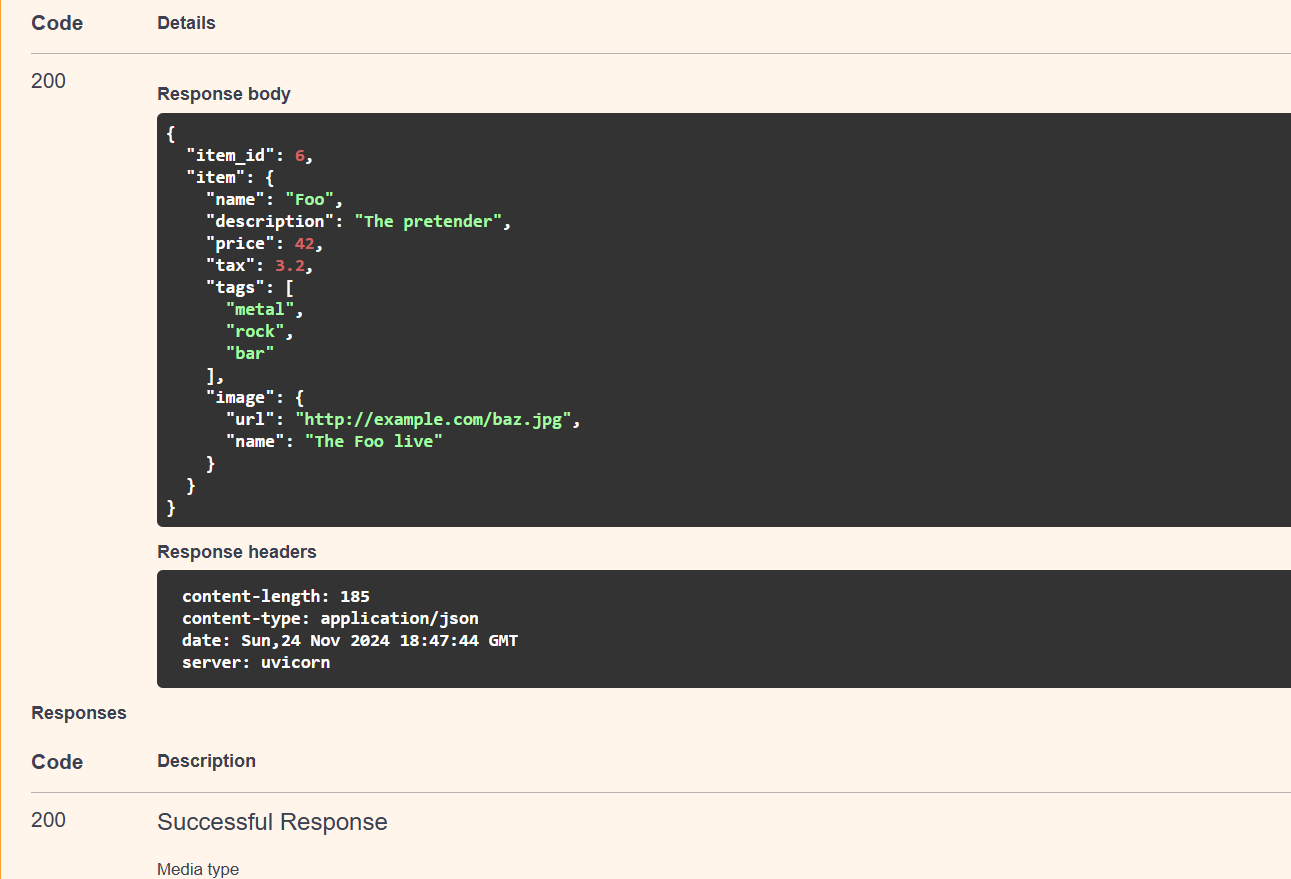 Code Details
200
Response body
{
  "item_id": 6,
  "item": {
    "name": "Foo",
    "description": "The pretender",
    "price": 42,
    "tax": 3.2,
    "tags": [
      "metal",
      "rock",
      "bar"
    ],
    "image": {
      "url": "http://example.com/baz.jpg",
      "name": "The Foo live"
    }
  }
}
Response headers
content-length: 185
content-type: application/json
date: Sun,24 Nov 2024 18:47:44 GMT
server: uvicorn
Responses
Code Description
200 Successful Response
Media type